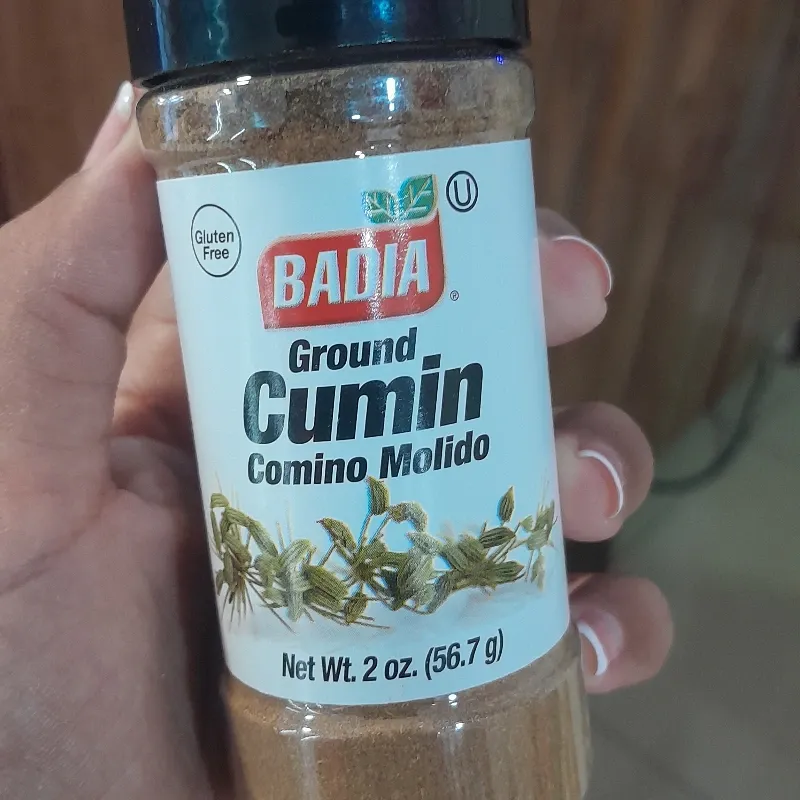 U
Gluten
Free
BADIA
®
Ground
Cumin
Comino Molido
Net Wt. 2 oz. (56.7 g)